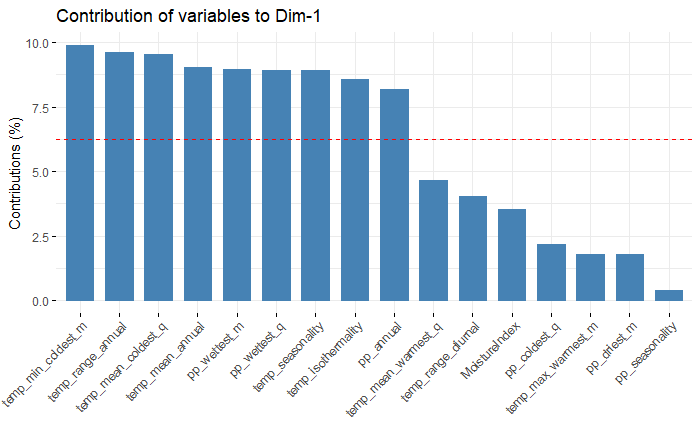 Contribution of variables to Dim-1
Contributions (%)
10.0
7.5
5.0
2.5
0.0
temp_min_coldest_m
temp_range_annual
temp_mean_coldest_q
temp_mean_annual
pp_wettest_m
pp_wettest_q
temp_seasonality
temp_isothermality
pp_annual
temp_mean_warmest_q
temp_range_diurnal
MoistureIndex
pp_coldest_q
temp_max_warmest_m
pp_driest_m
pp_seasonality